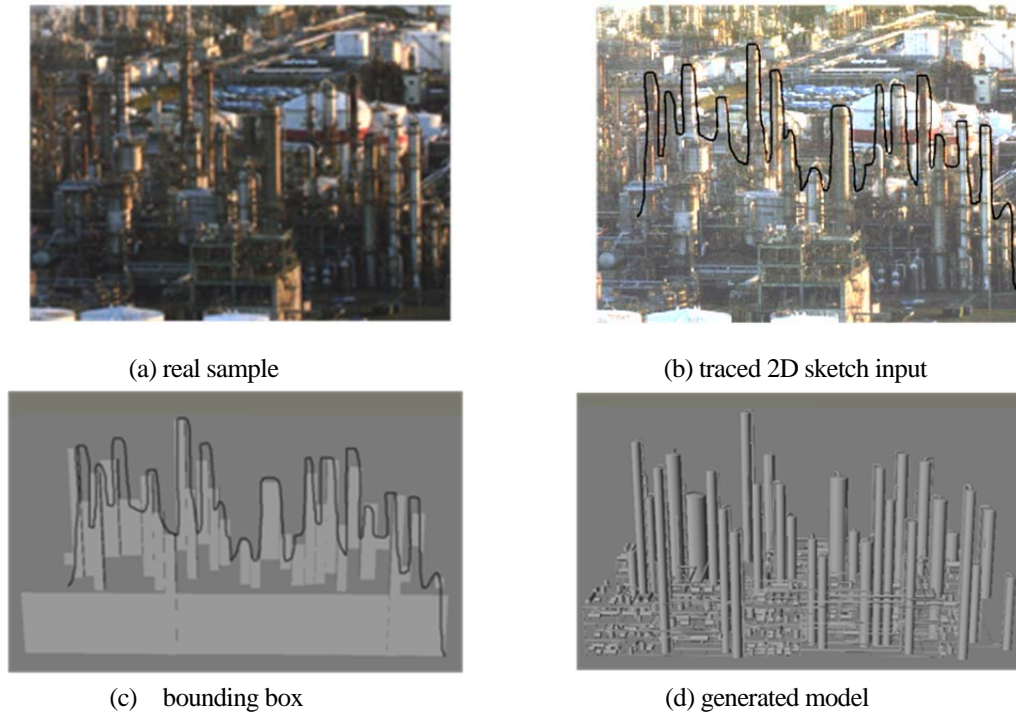 (a) real sample
(b) traced 2D sketch input
(c) bounding box
(d) generated model